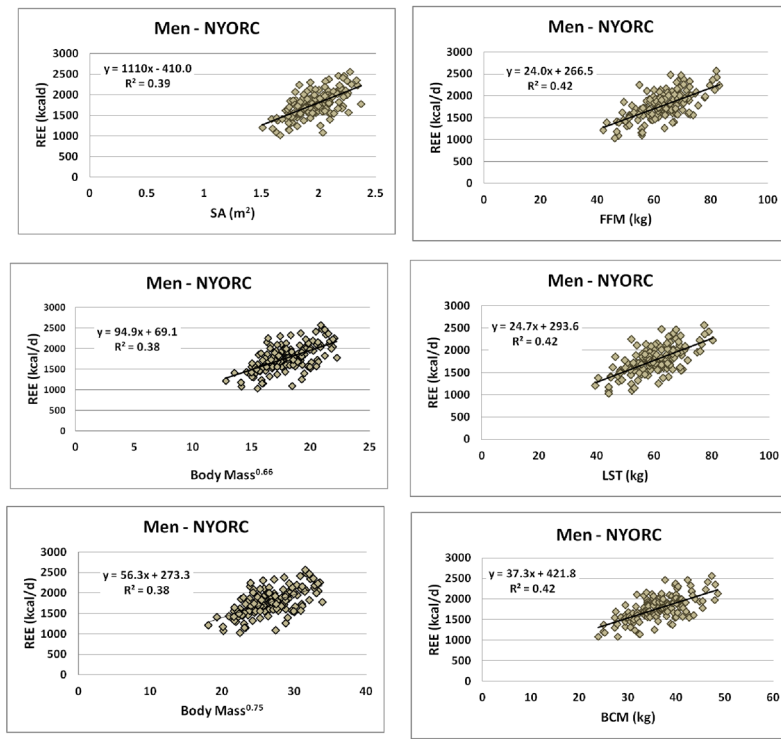 Men - NYORC
y = 1110x - 410.0
R² = 0.39
REE (kcald)
3000
2500
2000
1500
1000
500
0
0 0.5 1 1.5 2 2.5
SA (m²)
Men - NYORC
y = 24.0x + 266.5
R² = 0.42
REE (kcal/d)
3000
2500
2000
1500
1000
500
0
0 20 40 60 80 100
FFM (kg)
Men - NYORC
y = 94.9x + 69.1
R² = 0.38
REE (kcal/d)
3000
2500
2000
1500
1000
500
0
0 5 10 15 20 25
Body Mass^0.66
Men - NYORC
y = 24.7x + 293.6
R² = 0.42
REE (kcal/d)
3000
2500
2000
1500
1000
500
0
0 20 40 60 80 100
LST (kg)
Men - NYORC
y = 56.3x + 273.3
R² = 0.38
REE (kcal/d)
3000
2500
2000
1500
1000
500
0
0 10 20 30 40
Body Mass^0.75
Men - NYORC
y = 37.3x + 421.8
R² = 0.42
REE (kcal/d)
3000
2500
2000
1500
1000
500
0
0 10 20 30 40 50 60
BCM (kg)